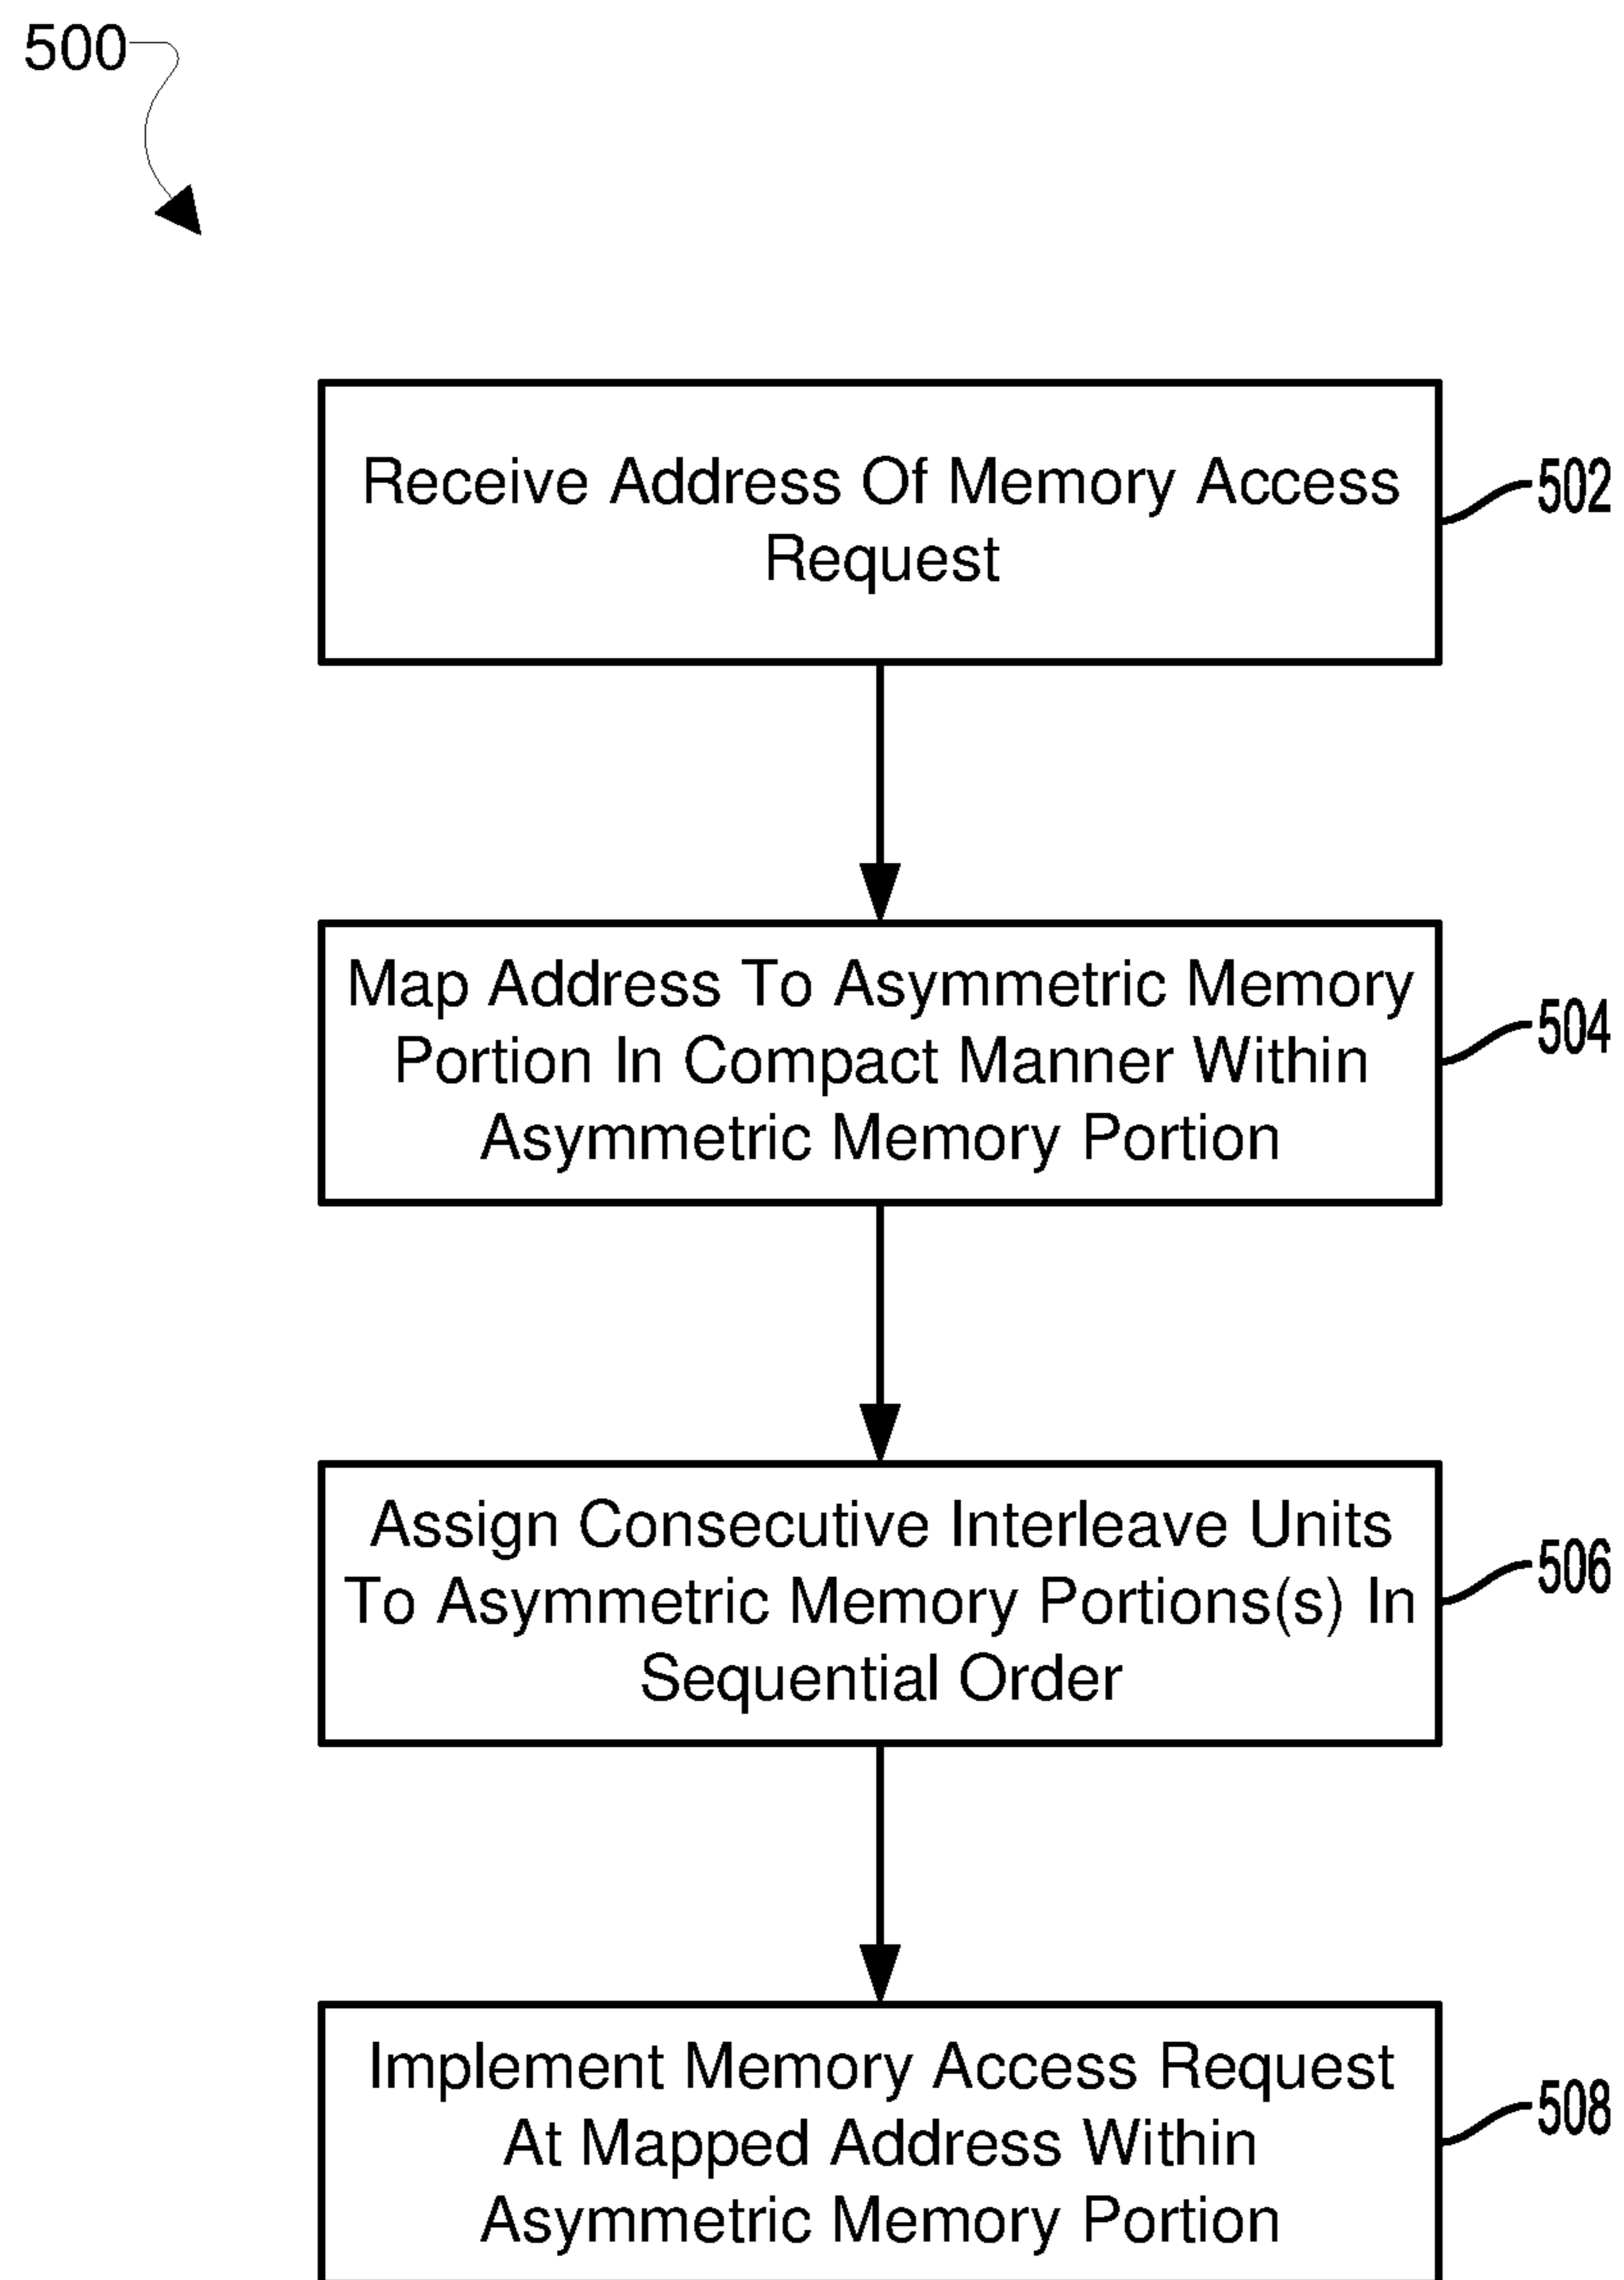 500
Receive Address Of Memory Access
Request
502
Map Address To Asymmetric Memory
Portion In Compact Manner Within
Asymmetric Memory Portion
504
Assign Consecutive Interleave Units
To Asymmetric Memory Portions(s) In
Sequential Order
506
Implement Memory Access Request
At Mapped Address Within
Asymmetric Memory Portion
508